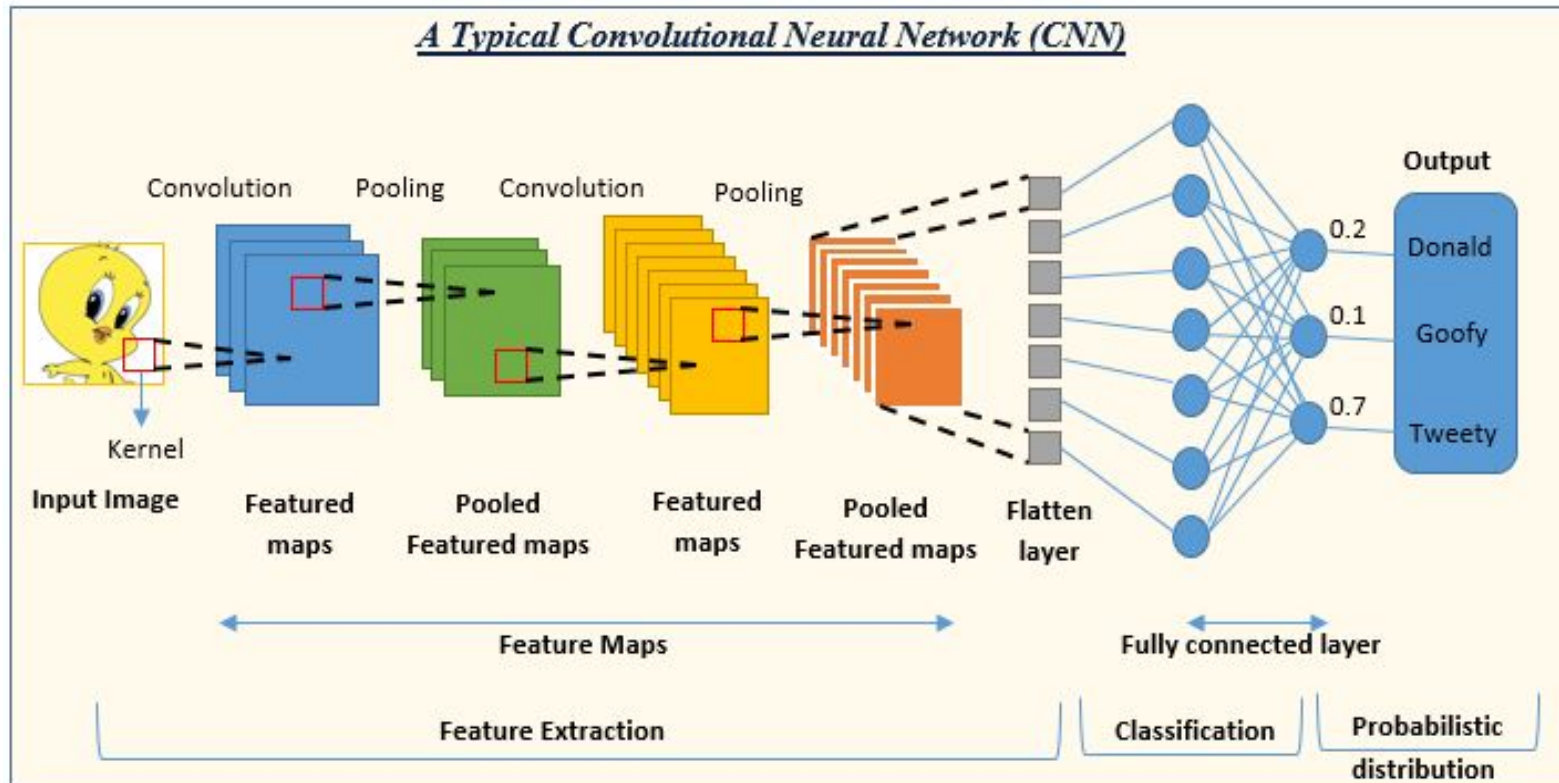 A Typical Convolutional Neural Network (CNN)
Convolution
Pooling
Convolution
Pooling
Output
0.2
Donald
0.1
Goofy
0.7
Tweety
Kernel
Input Image
Featured
maps
Pooled
Featured maps
Featured
maps
Pooled
Featured maps
Flatten
layer
Feature Maps
Fully connected layer
Feature Extraction
Classification
Probabilistic
distribution